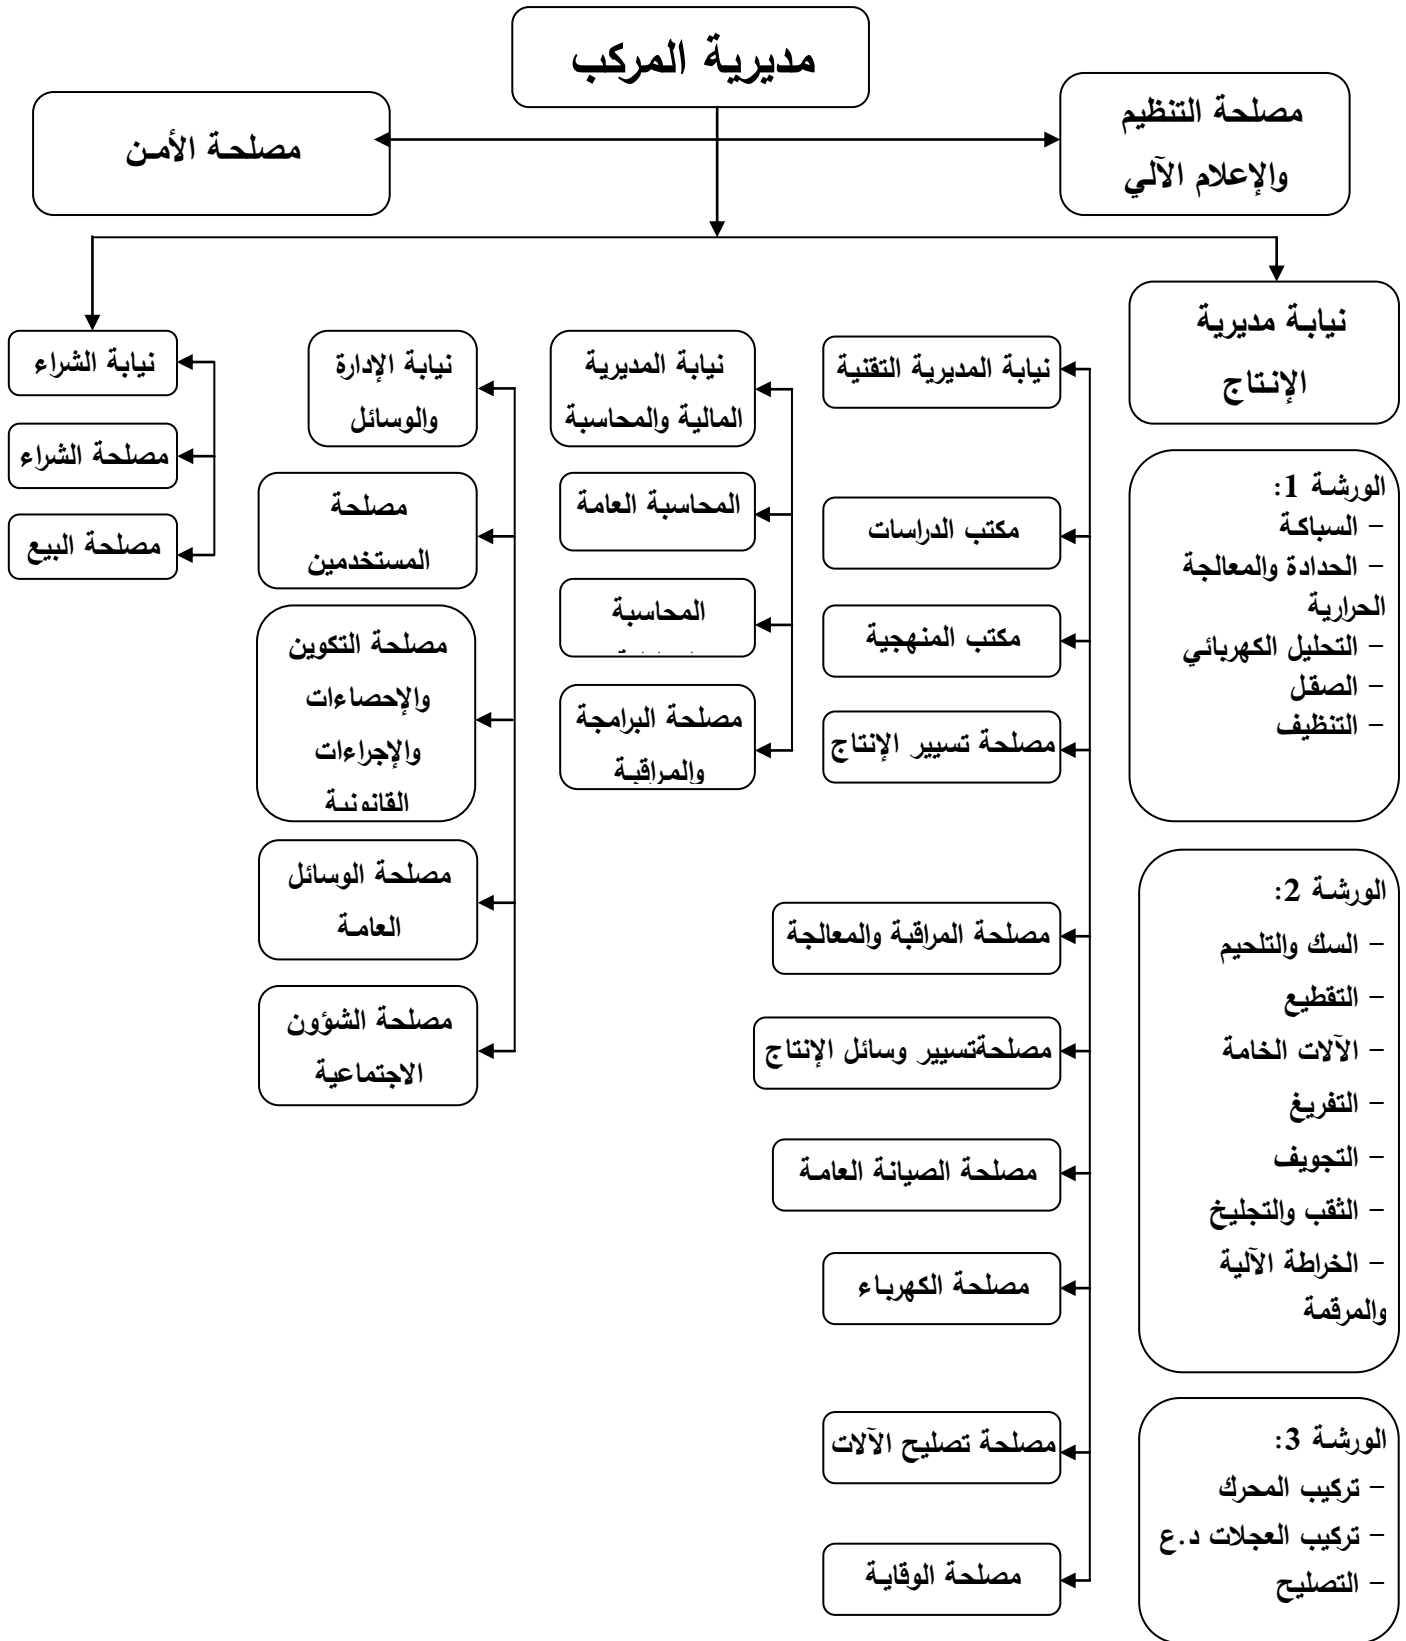 مديرية المركب
مصلحة التنظيم
والإعلام الآلي
مصلحة الأمن
نيابة مديرية
الإنتاج
الورشة 1:
- السباكة
- الحدادة والمعالجة
الحرارية
- التحليل الكهربائي
- الصقل
- التنظيف
الورشة 2:
- السك والتلحيم
- التقطيع
- الآلات الخامة
- التفريغ
- التجويف
- الثقب والتجليخ
- الخراطة الآلية
والمرقمة
الورشة 3:
- تركيب المحرك
- تركيب العجلات د.ع
- التصليح
نيابة المديرية التقنية
مكتب الدراسات
مكتب المنهجية
مصلحة تسيير الإنتاج
مصلحة المراقبة والمعالجة
مصلحةتسيير وسائل الإنتاج
مصلحة الصيانة العامة
مصلحة الكهرباء
مصلحة تصليح الآلات
مصلحة الوقاية
نيابة المديرية
المالية والمحاسبة
المحاسبة العامة
المحاسبة
مصلحة البرامجة
والمراقبة
نيابة الإدارة
والوسائل
مصلحة
المستخدمين
مصلحة التكوين
والإحصاءات
والإجراءات
القانونية
مصلحة الوسائل
العامة
مصلحة الشؤون
الاجتماعية
نيابة الشراء
مصلحة الشراء
مصلحة البيع